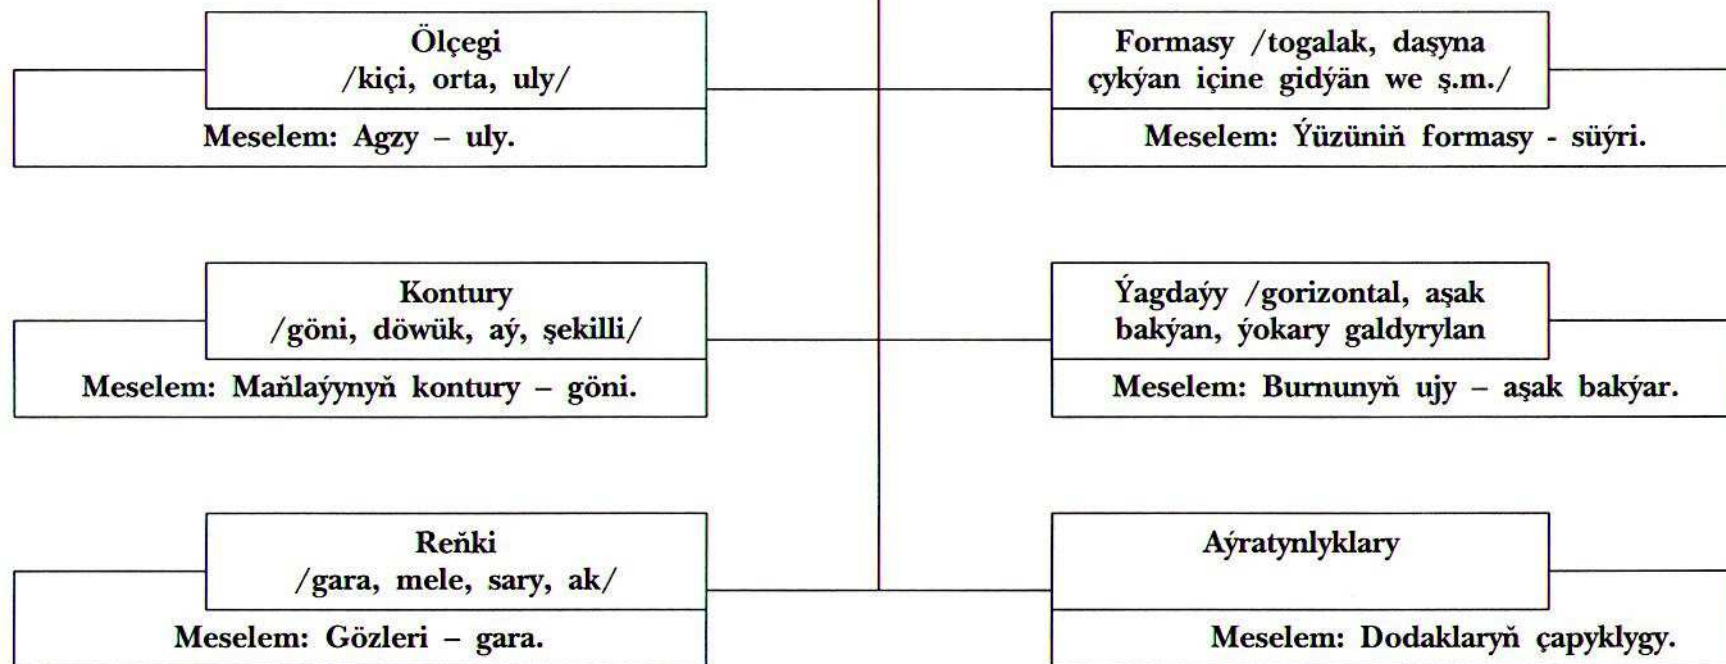 Ölçegi
/kiçi, orta, uly/
Meselem: Agzy – uly.
Formasy /togalak, daşyna
çykýan içine gidýän we ş.m./
Meselem: Ýüzüniň formasy - süýri.
Kontury
/göni, döwük, aý, şekilli/
Meselem: Maňlaýynyň kontury – göni.
Ýagdaýy /gorizontal, aşak
bakýan, ýokary galdyrylan
Meselem: Burnunyň ujy – aşak bakýar.
Reňki
/gara, mele, sary, ak/
Meselem: Gözleri – gara.
Aýratynlyklary
Meselem: Dodaklaryň çapyklygy.